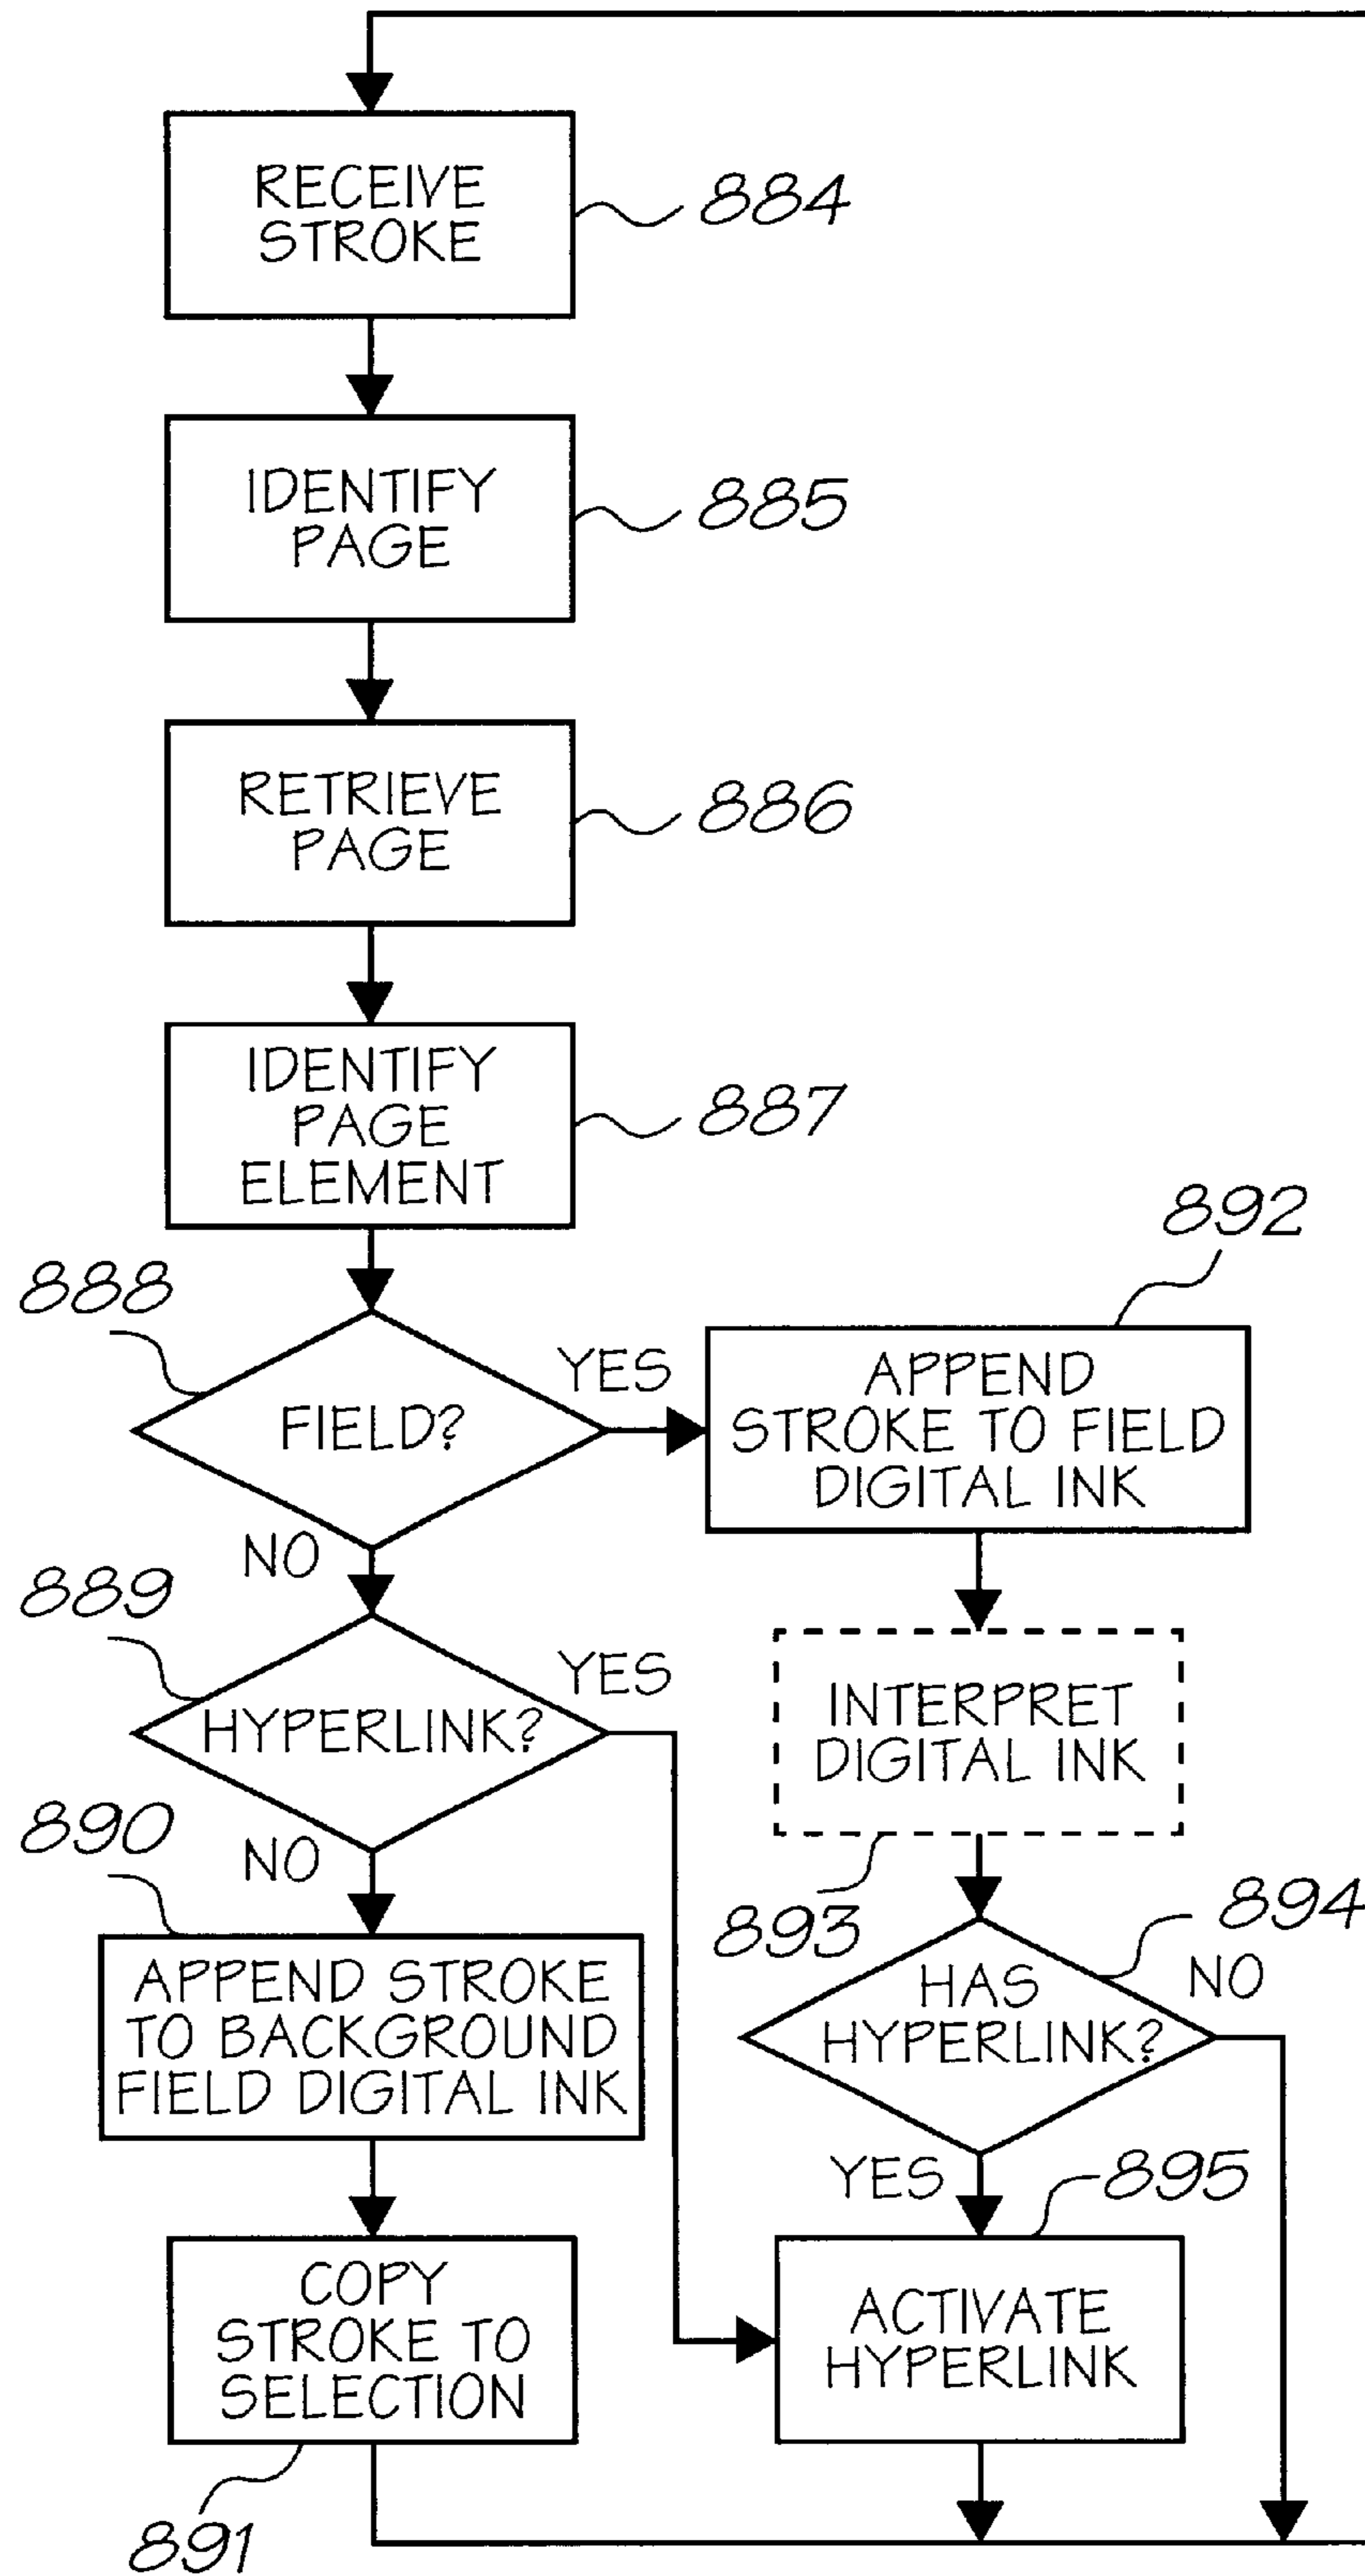 RECEIVE
STROKE
884
IDENTIFY
PAGE
885
RETRIEVE
PAGE
886
IDENTIFY
PAGE
ELEMENT
887
888
FIELD?
YES
NO
892
APPEND
STROKE TO FIELD
DIGITAL INK
889
HYPERLINK?
YES
NO
INTERPRET
DIGITAL INK
893
890
APPEND STROKE
TO BACKGROUND
FIELD DIGITAL INK
894
HAS
HYPERLINK?
NO
YES
895
COPY
STROKE TO
SELECTION
891
ACTIVATE
HYPERLINK